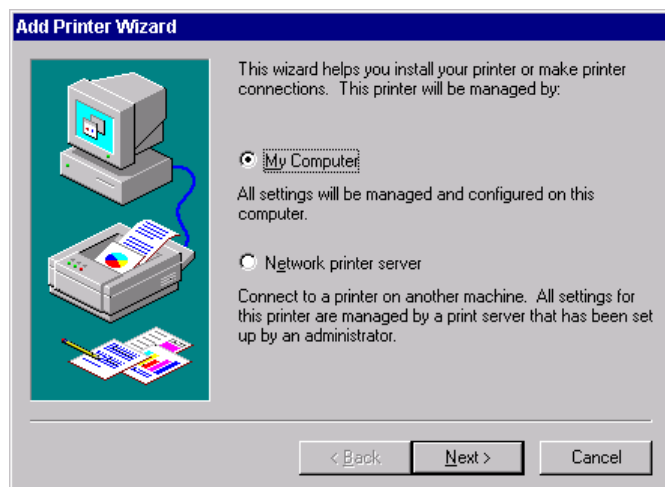 Add Printer Wizard
This wizard helps you install your printer or make printer
connections.  This printer will be managed by:
My Computer
All settings will be managed and configured on this
computer.
Network printer server
Connect to a printer on another machine.  All settings for
this printer are managed by a print server that has been set
up by an administrator.
< Back
Next >
Cancel